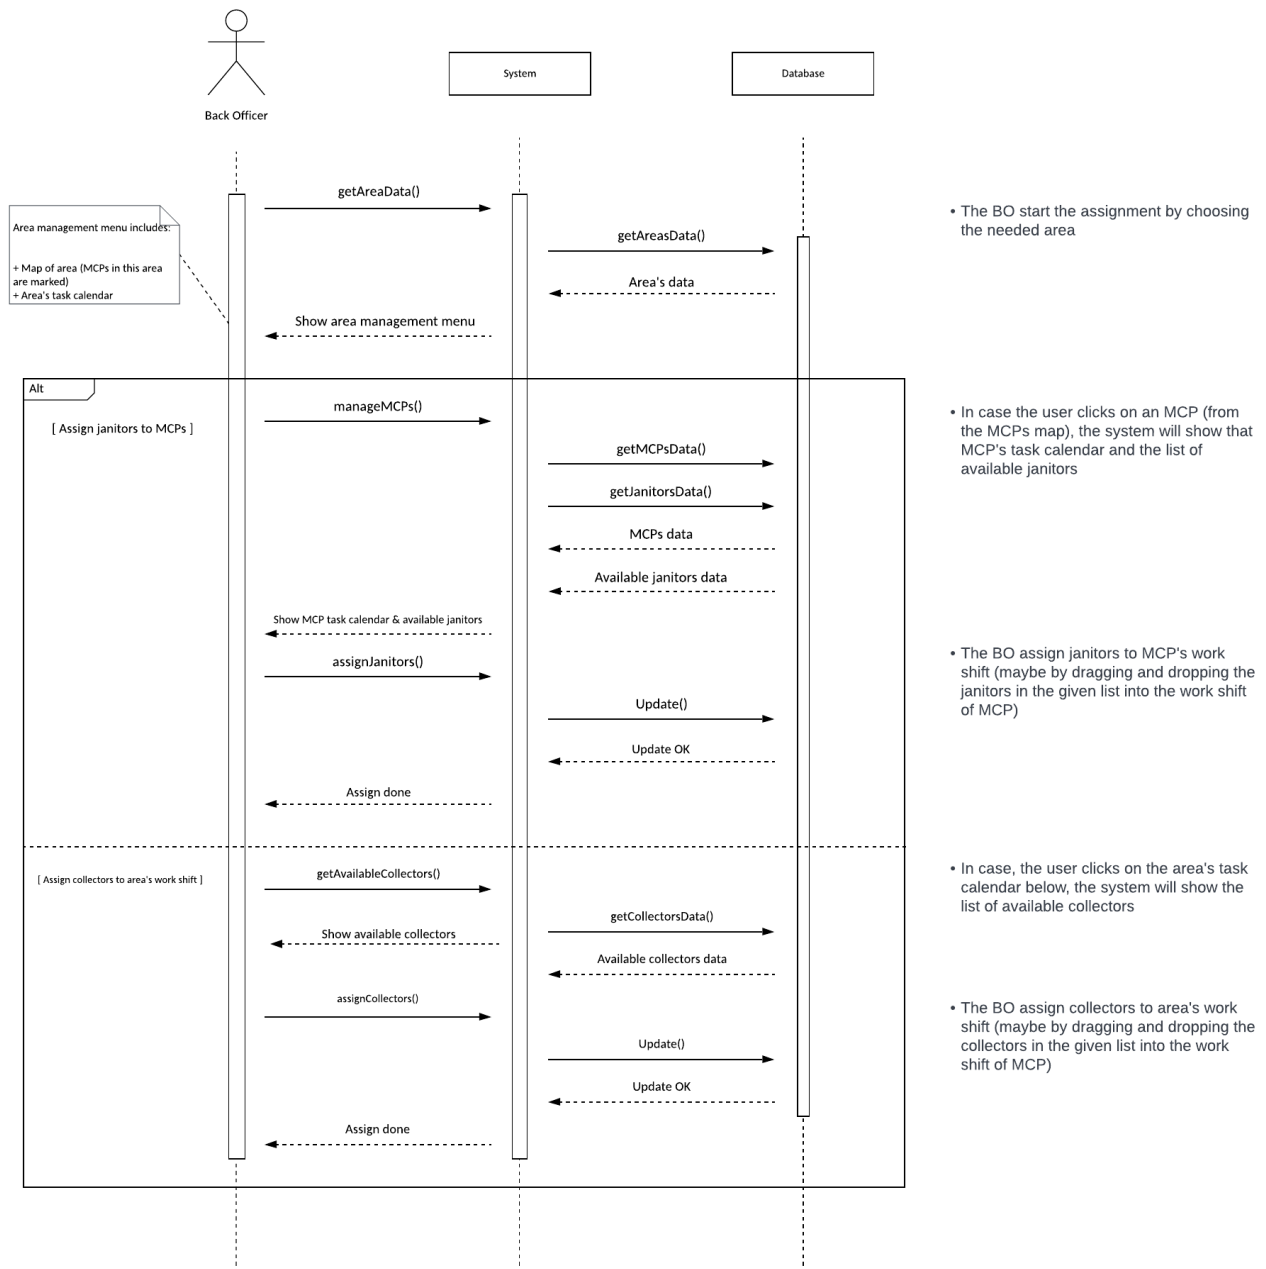 System
Database
Back Officer
getAreaData()
Area management menu includes:
+ Map of area (MCPs in this area
are marked)
+ Area's task calendar
• The BO start the assignment by choosing
the needed area
getAreasData()
Area's data
Show area management menu
Alt
[ Assign janitors to MCPs ]
manageMCPs()
• In case the user clicks on an MCP (from
the MCPs map), the system will show that
MCP's task calendar and the list of
available janitors
getMCPsData()
getJanitorsData()
MCPs data
Available janitors data
Show MCP task calendar & available janitors
assignJanitors()
• The BO assign janitors to MCP's work
shift (maybe by dragging and dropping the
janitors in the given list into the work shift
of MCP)
Update()
Update OK
Assign done
[ Assign collectors to area's work shift ]
getAvailableCollectors()
• In case, the user clicks on the area's task
calendar below, the system will show the
list of available collectors
getCollectorsData()
Show available collectors
Available collectors data
assignCollectors()
• The BO assign collectors to area's work
shift (maybe by dragging and dropping the
collectors in the given list into the work
shift of MCP)
Update()
Update OK
Assign done